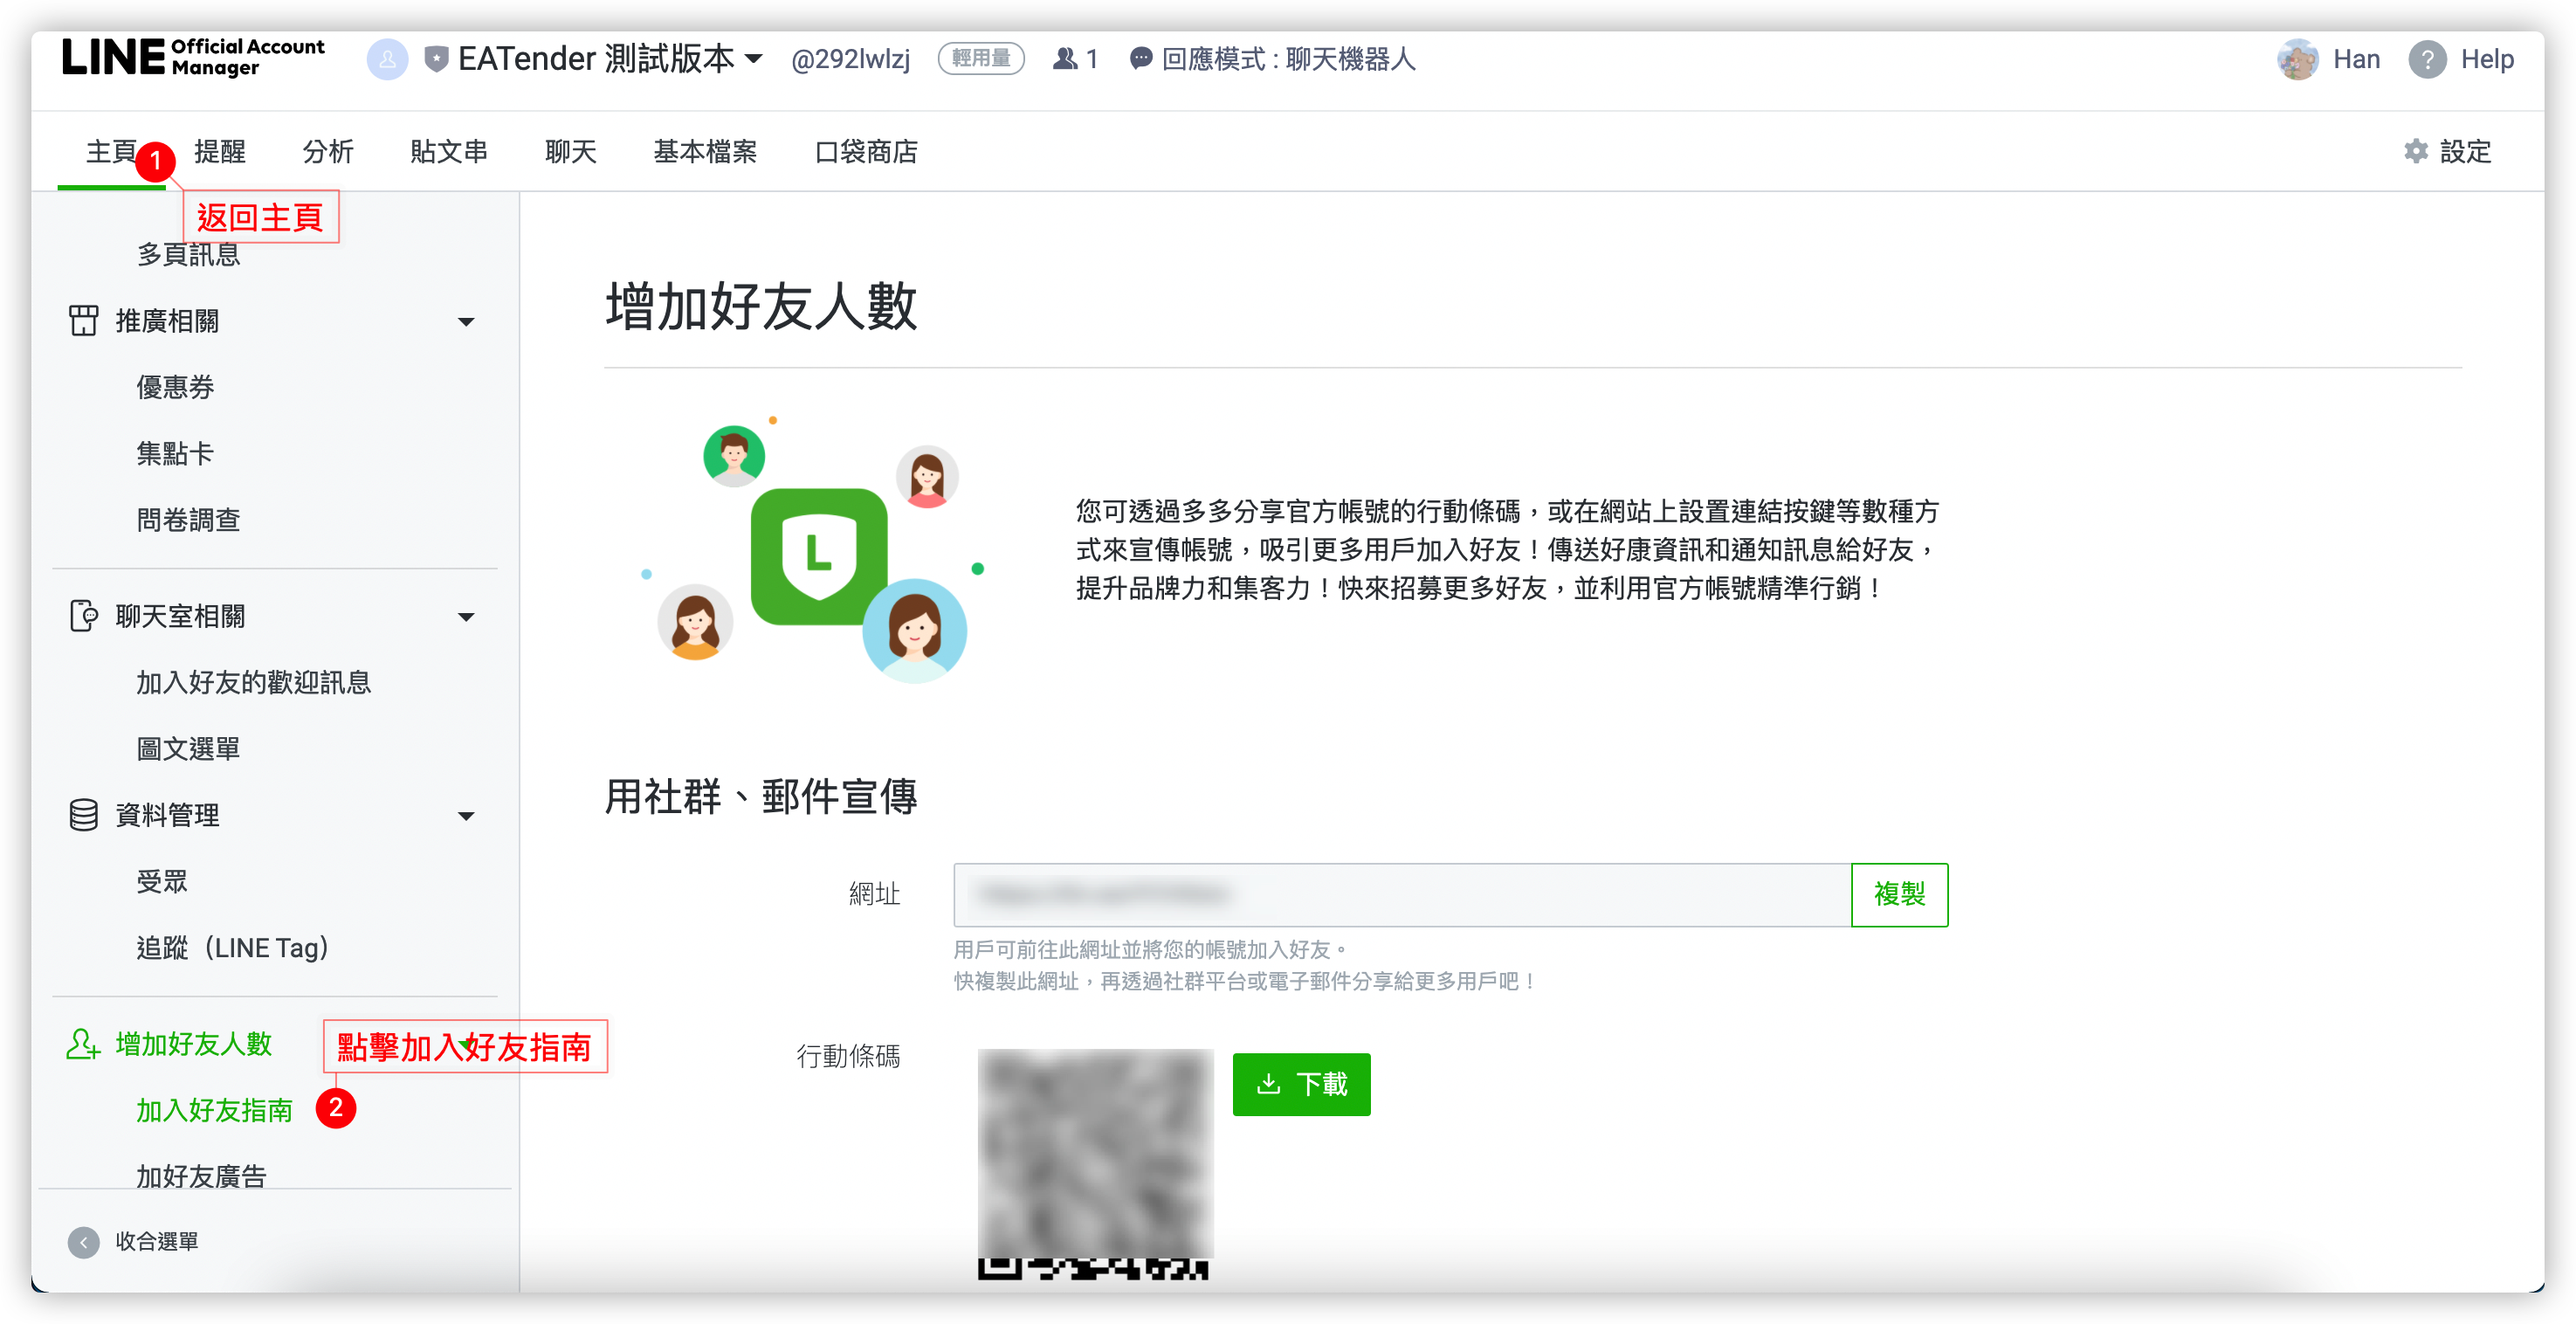 LINE Official Account Manager
EATender 測試版本 @292lwlzj 輕用量 1 回應模式 : 聊天機器人 Han ? Help
主頁 1 提醒 分析 貼文串 聊天 基本檔案 口袋商店 設定
返回主頁
多頁訊息
推廣相關
優惠券
集點卡
問卷調查
聊天室相關
加入好友的歡迎訊息
圖文選單
資料管理
受眾
追蹤（LINE Tag）
增加好友人數
點擊加入好友指南
加入好友指南 2
加好友廣告
收合選單
增加好友人數
L
您可透過多多分享官方帳號的行動條碼，或在網站上設置連結按鍵等數種方
式來宣傳帳號，吸引更多用戶加入好友！傳送好康資訊和通知訊息給好友，
提升品牌力和集客力！快來招募更多好友，並利用官方帳號精準行銷！
用社群、郵件宣傳
網址 複製
用戶可前往此網址並將您的帳號加入好友。
快複製此網址，再透過社群平台或電子郵件分享給更多用戶吧！
行動條碼 下載